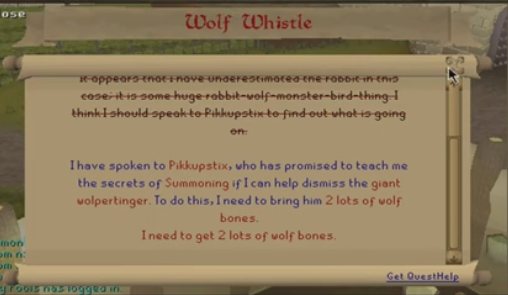 ose
Wolf Whistle
It appears that I have underestimated the rabbit in this
case; it is some huge rabbit-wolf-monster-bird-thing. I
think I should speak to Pikkupstix to find out what is going
on.
I have spoken to Pikkupstix, who has promised to teach me
the secrets of Summoning if I can help dismiss the giant
wolpertinger. To do this, I need to bring him 2 lots of wolf
bones.
I need to get 2 lots of wolf bones.
Get QuestHelp
has logged in.